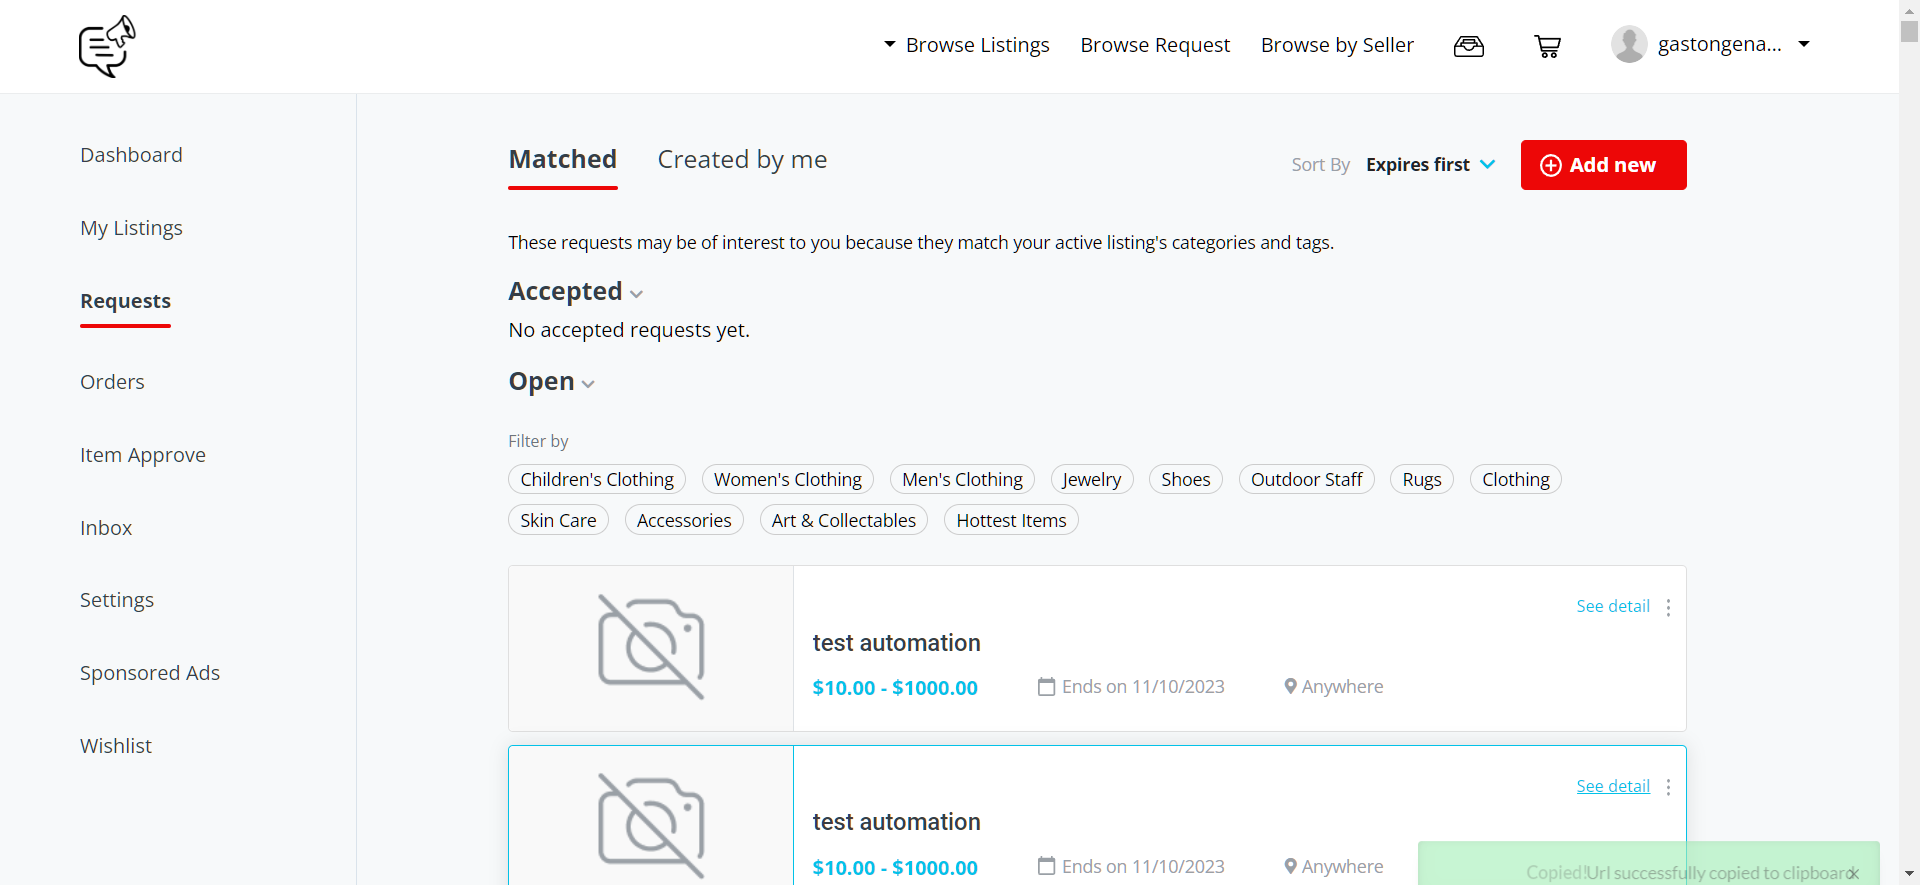 Browse Listings Browse Request Browse by Seller gastongena...
Dashboard
My Listings
Requests
Orders
Item Approve
Inbox
Settings
Sponsored Ads
Wishlist
Matched Created by me Sort By Expires first Add new
These requests may be of interest to you because they match your active listing's categories and tags.
Accepted
No accepted requests yet.
Open
Filter by
Children's Clothing Women's Clothing Men's Clothing Jewelry Shoes Outdoor Staff Rugs Clothing
Skin Care Accessories Art & Collectables Hottest Items
See detail
test automation
$10.00 - $1000.00 Ends on 11/10/2023 Anywhere
See detail
test automation
$10.00 - $1000.00 Ends on 11/10/2023 Anywhere
Copied!Url successfully copied to clipboard